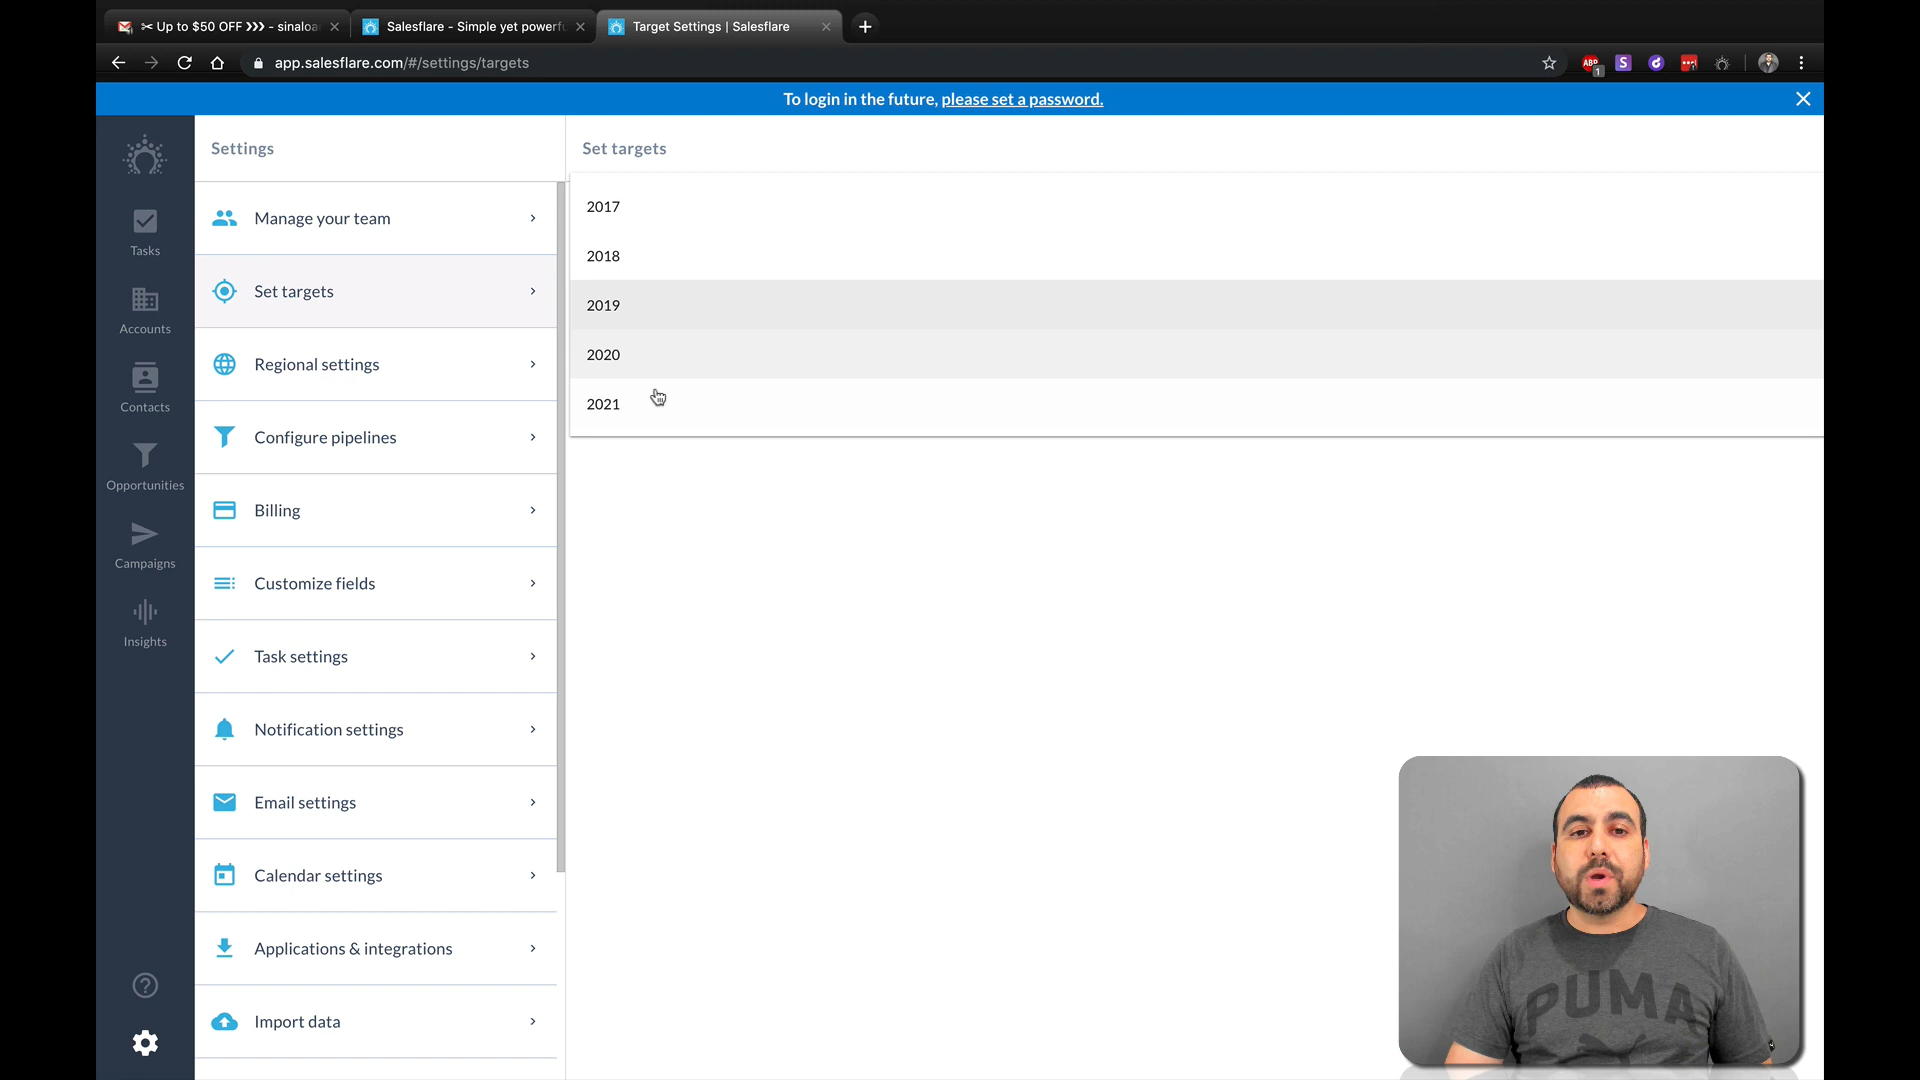 ✂ Up to $50 OFF ❯❯❯ - sinaloa
Salesflare - Simple yet powerfu
Target Settings | Salesflare
app.salesflare.com/#/settings/targets
ABP
1
S
To login in the future, please set a password.
Settings
Set targets
Tasks
Accounts
Contacts
Opportunities
Campaigns
Insights
Manage your team
Set targets
Regional settings
Configure pipelines
Billing
Customize fields
Task settings
Notification settings
Email settings
Calendar settings
Applications & integrations
Import data
2017
2018
2019
2020
2021
PUMA